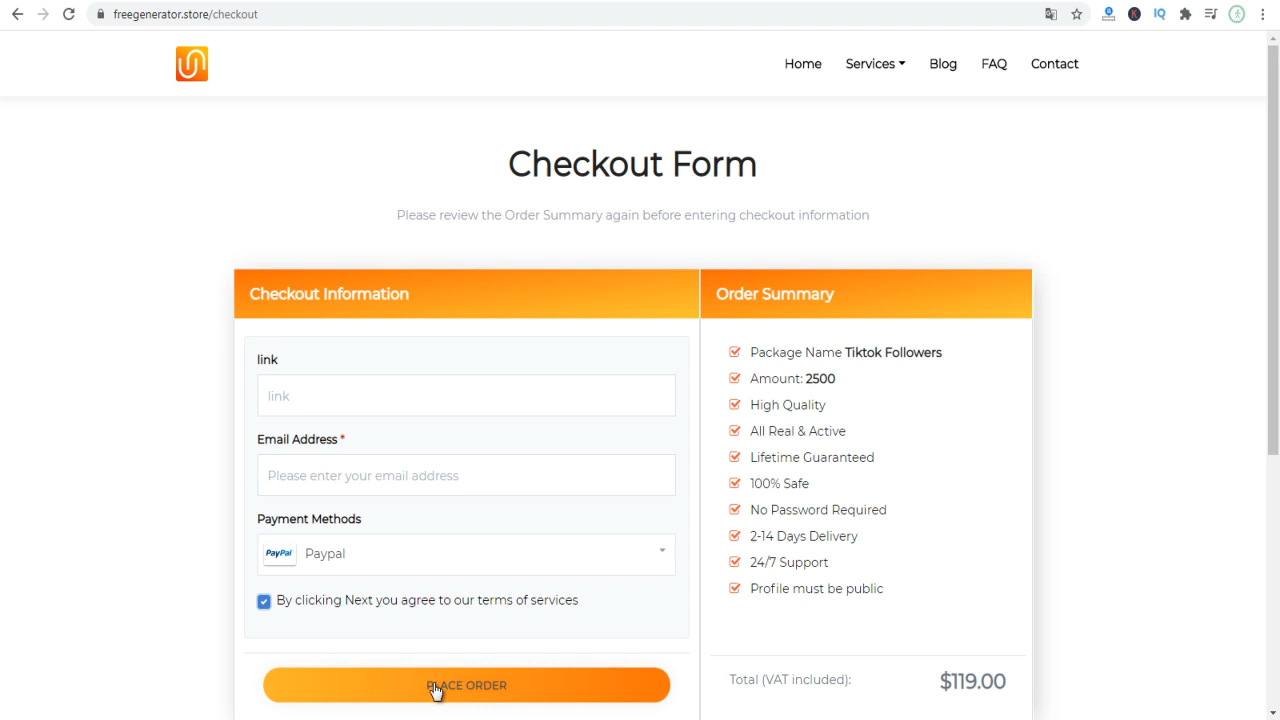 freegenerator.store/checkout
IQ
Home Services Blog FAQ Contact
Checkout Form
Please review the Order Summary again before entering checkout information
Checkout Information
link
link
Email Address *
Please enter your email address
Payment Methods
PayPal Paypal
By clicking Next you agree to our terms of services
PLACE ORDER
Order Summary
Package Name Tiktok Followers
Amount: 2500
High Quality
All Real & Active
Lifetime Guaranteed
100% Safe
No Password Required
2-14 Days Delivery
24/7 Support
Profile must be public
Total (VAT included): $119.00